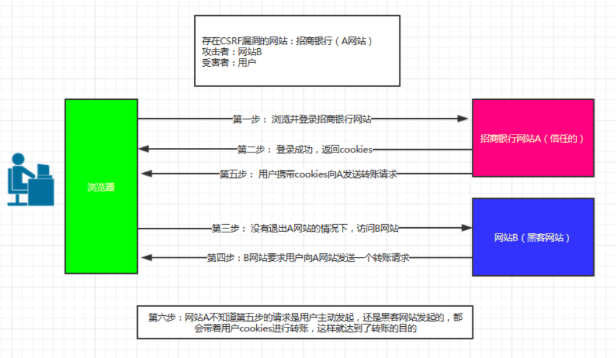 存在CSRF漏洞的网站：招商银行（A网站）
攻击者：网站B
受害者：用户
第一步： 浏览并登录招商银行网站
第二步： 登录成功，返回cookies
第五步： 用户携带cookies向A发送转账请求
招商银行网站A（信任的）
浏览器
第三步： 没有退出A网站的情况下，访问B网站
第四步：B网站要求用户向A网站发送一个转账请求
网站B（黑客网站）
第六步：网站A不知道第五步的请求是用户主动发起，还是黑客网站发起的，都
会带着用户cookies进行转账，这样就达到了转账的目的